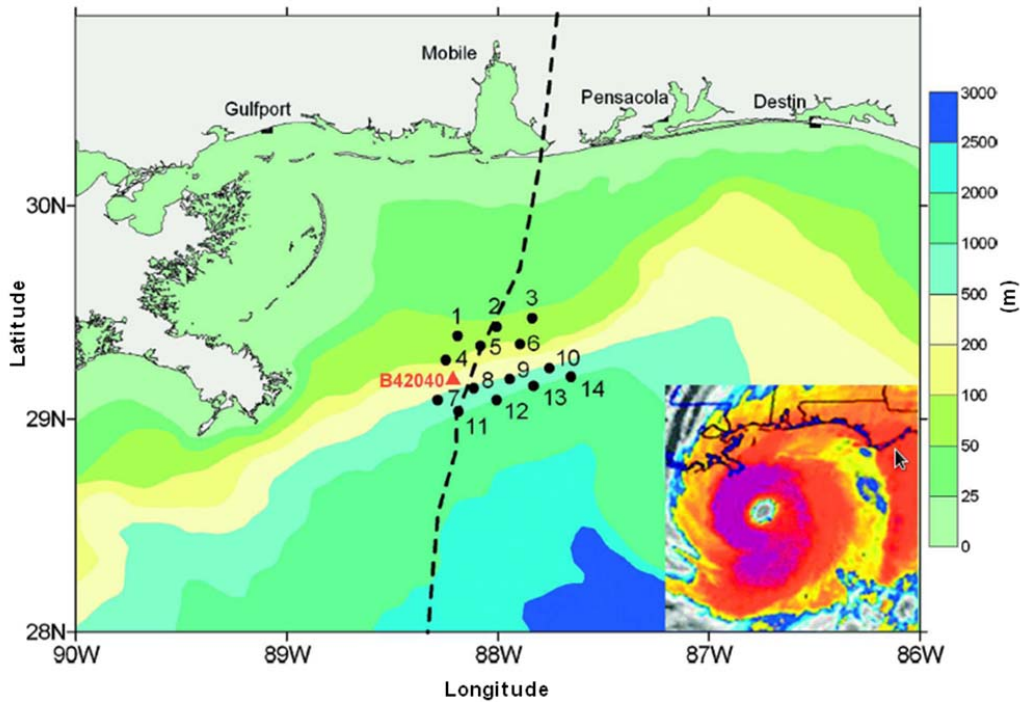 Mobile
Pensacola
Destin
Gulfport
3000
2500
2000
1000
500
200
100
50
25
0
(m)
30N
29N
28N
Latitude
1
2
3
4
5
6
B42040
7
8
9
10
11
12
13
14
90W
89W
88W
87W
86W
Longitude